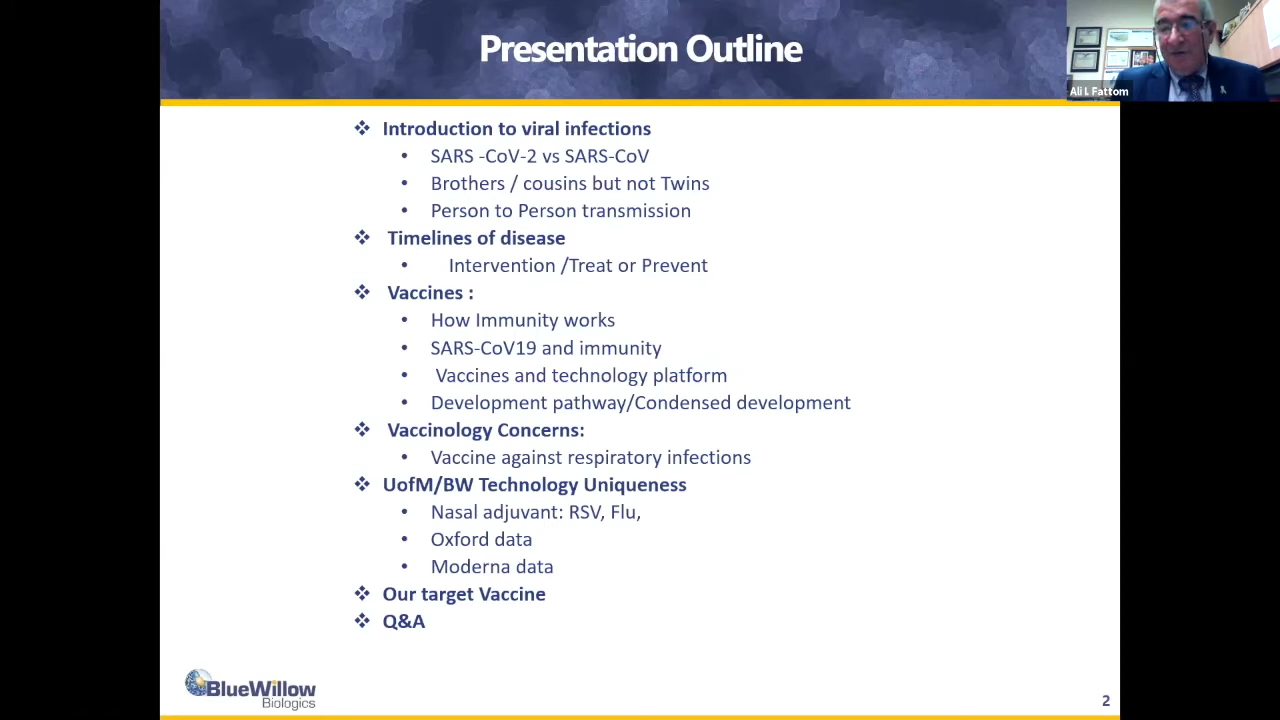 Presentation Outline
Ali I. Fattom
❖ Introduction to viral infections
• SARS -CoV-2 vs SARS-CoV
• Brothers / cousins but not Twins
• Person to Person transmission
❖ Timelines of disease
• Intervention /Treat or Prevent
❖ Vaccines :
• How Immunity works
• SARS-CoV19 and immunity
• Vaccines and technology platform
• Development pathway/Condensed development
❖ Vaccinology Concerns:
• Vaccine against respiratory infections
❖ UofM/BW Technology Uniqueness
• Nasal adjuvant: RSV, Flu,
• Oxford data
• Moderna data
❖ Our target Vaccine
❖ Q&A
BlueWillow
Biologics
2